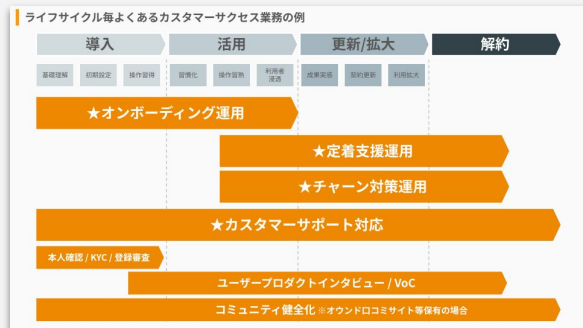 ライフサイクル毎よくあるカスタマーサクセス業務の例
導入
活用
更新/拡大
解約
基礎理解
初期設定
操作習得
習慣化
操作習熟
利用者
浸透
成果実感
契約更新
利用拡大
★オンボーディング運用
★定着支援運用
★チャーン対策運用
★カスタマーサポート対応
本人確認 / KYC / 登録審査
ユーザープロダクトインタビュー / VoC
コミュニティ健全化 ※オウンドロコミサイト等保有の場合